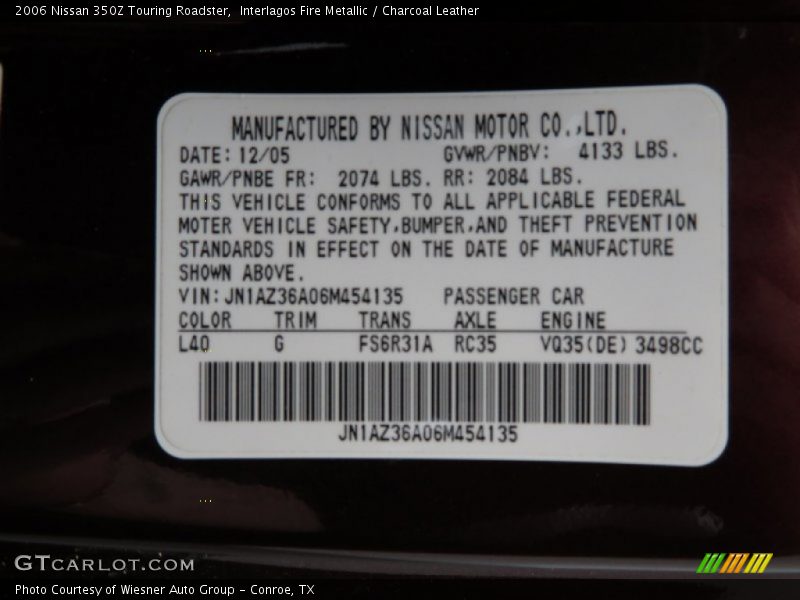 2006 Nissan 350Z Touring Roadster,  Interlagos Fire Metallic / Charcoal Leather
MANUFACTURED BY NISSAN MOTOR CO.,LTD.
DATE: 12/05 GVWR/PNBV: 4133 LBS.
GAWR/PNBE FR: 2074 LBS. RR: 2084 LBS.
THIS VEHICLE CONFORMS TO ALL APPLICABLE FEDERAL
MOTER VEHICLE SAFETY,BUMPER,AND THEFT PREVENTION
STANDARDS IN EFFECT ON THE DATE OF MANUFACTURE
SHOWN ABOVE.
VIN: JN1AZ36A06M454135 PASSENGER CAR
COLOR TRIM TRANS AXLE ENGINE
L40 G FS6R31A RC35 VQ35(DE) 3498CC
JN1AZ36A06M454135
GTCARLOT.COM
Photo Courtesy of Wiesner Auto Group - Conroe, TX